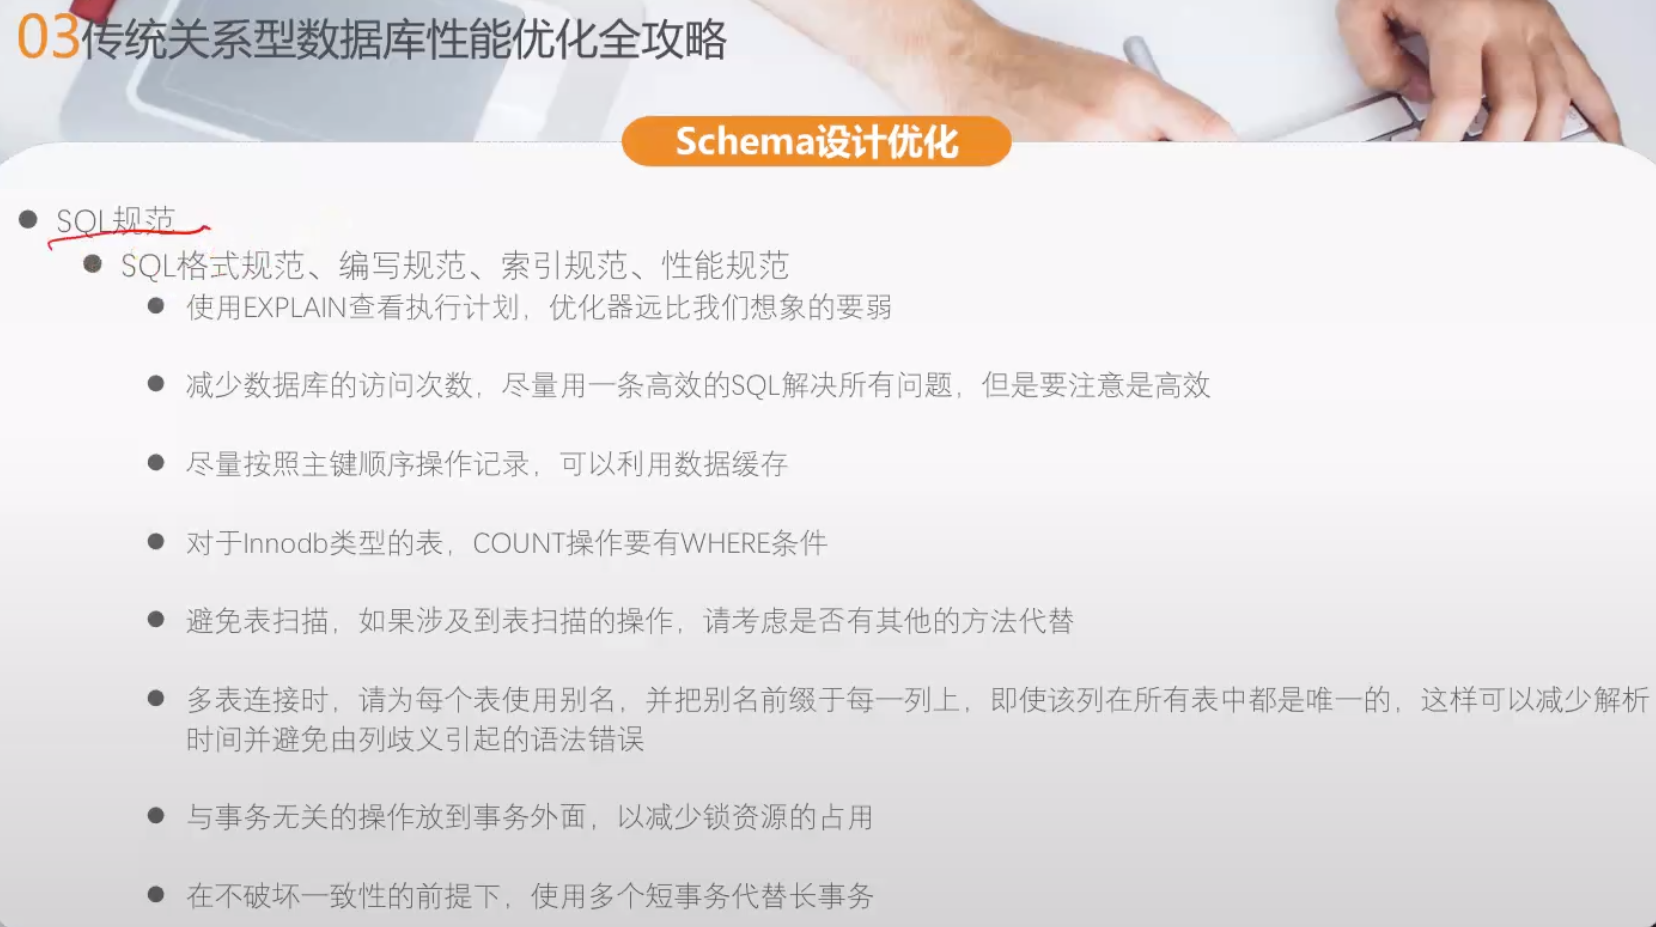 03传统关系型数据库性能优化全攻略
Schema设计优化
SQL规范
SQL格式规范、编写规范、索引规范、性能规范
使用EXPLAIN查看执行计划，优化器远比我们想象的要弱
减少数据库的访问次数，尽量用一条高效的SQL解决所有问题，但是要注意是高效
尽量按照主键顺序操作记录，可以利用数据缓存
对于Innodb类型的表，COUNT操作要有WHERE条件
避免表扫描，如果涉及到表扫描的操作，请考虑是否有其他的方法代替
多表连接时，请为每个表使用别名，并把别名前缀于每一列上，即使该列在所有表中都是唯一的，这样可以减少解析
时间并避免由列歧义引起的语法错误
与事务无关的操作放到事务外面，以减少锁资源的占用
在不破坏一致性的前提下，使用多个短事务代替长事务